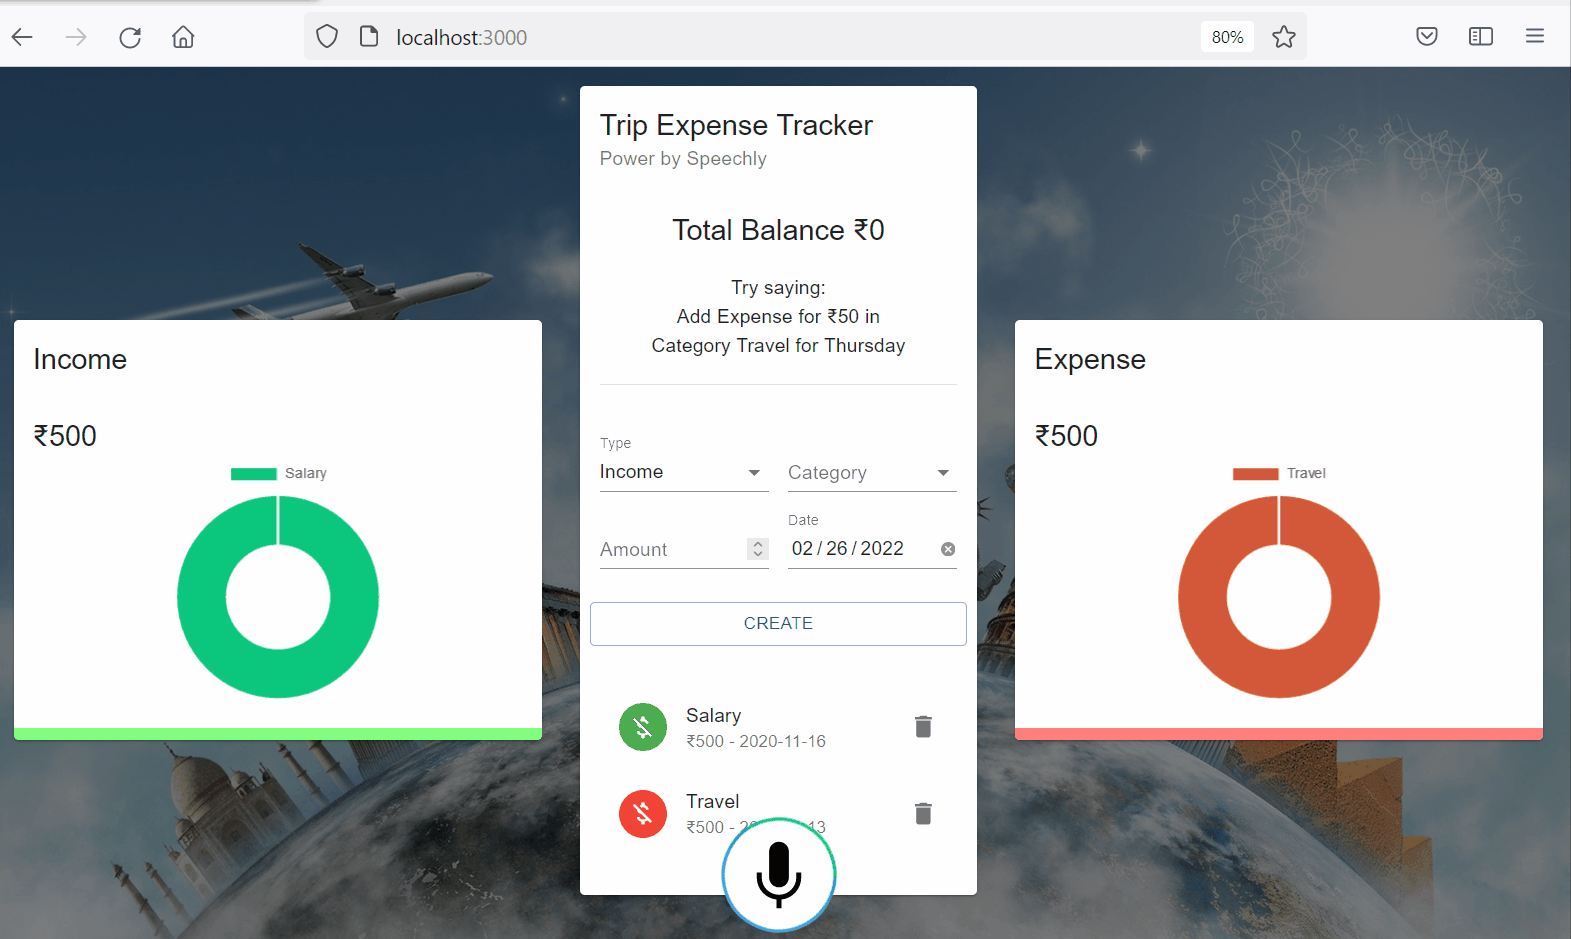 localhost:3000
80%
Trip Expense Tracker
Power by Speechly
Total Balance ₹0
Try saying:
Add Expense for ₹50 in
Category Travel for Thursday
Income
₹500
Salary
Type
Income
Category
Amount
Date
02/26/2022
CREATE
Salary
₹500 - 2020-11-16
Travel
₹500 -
13
Expense
₹500
Travel